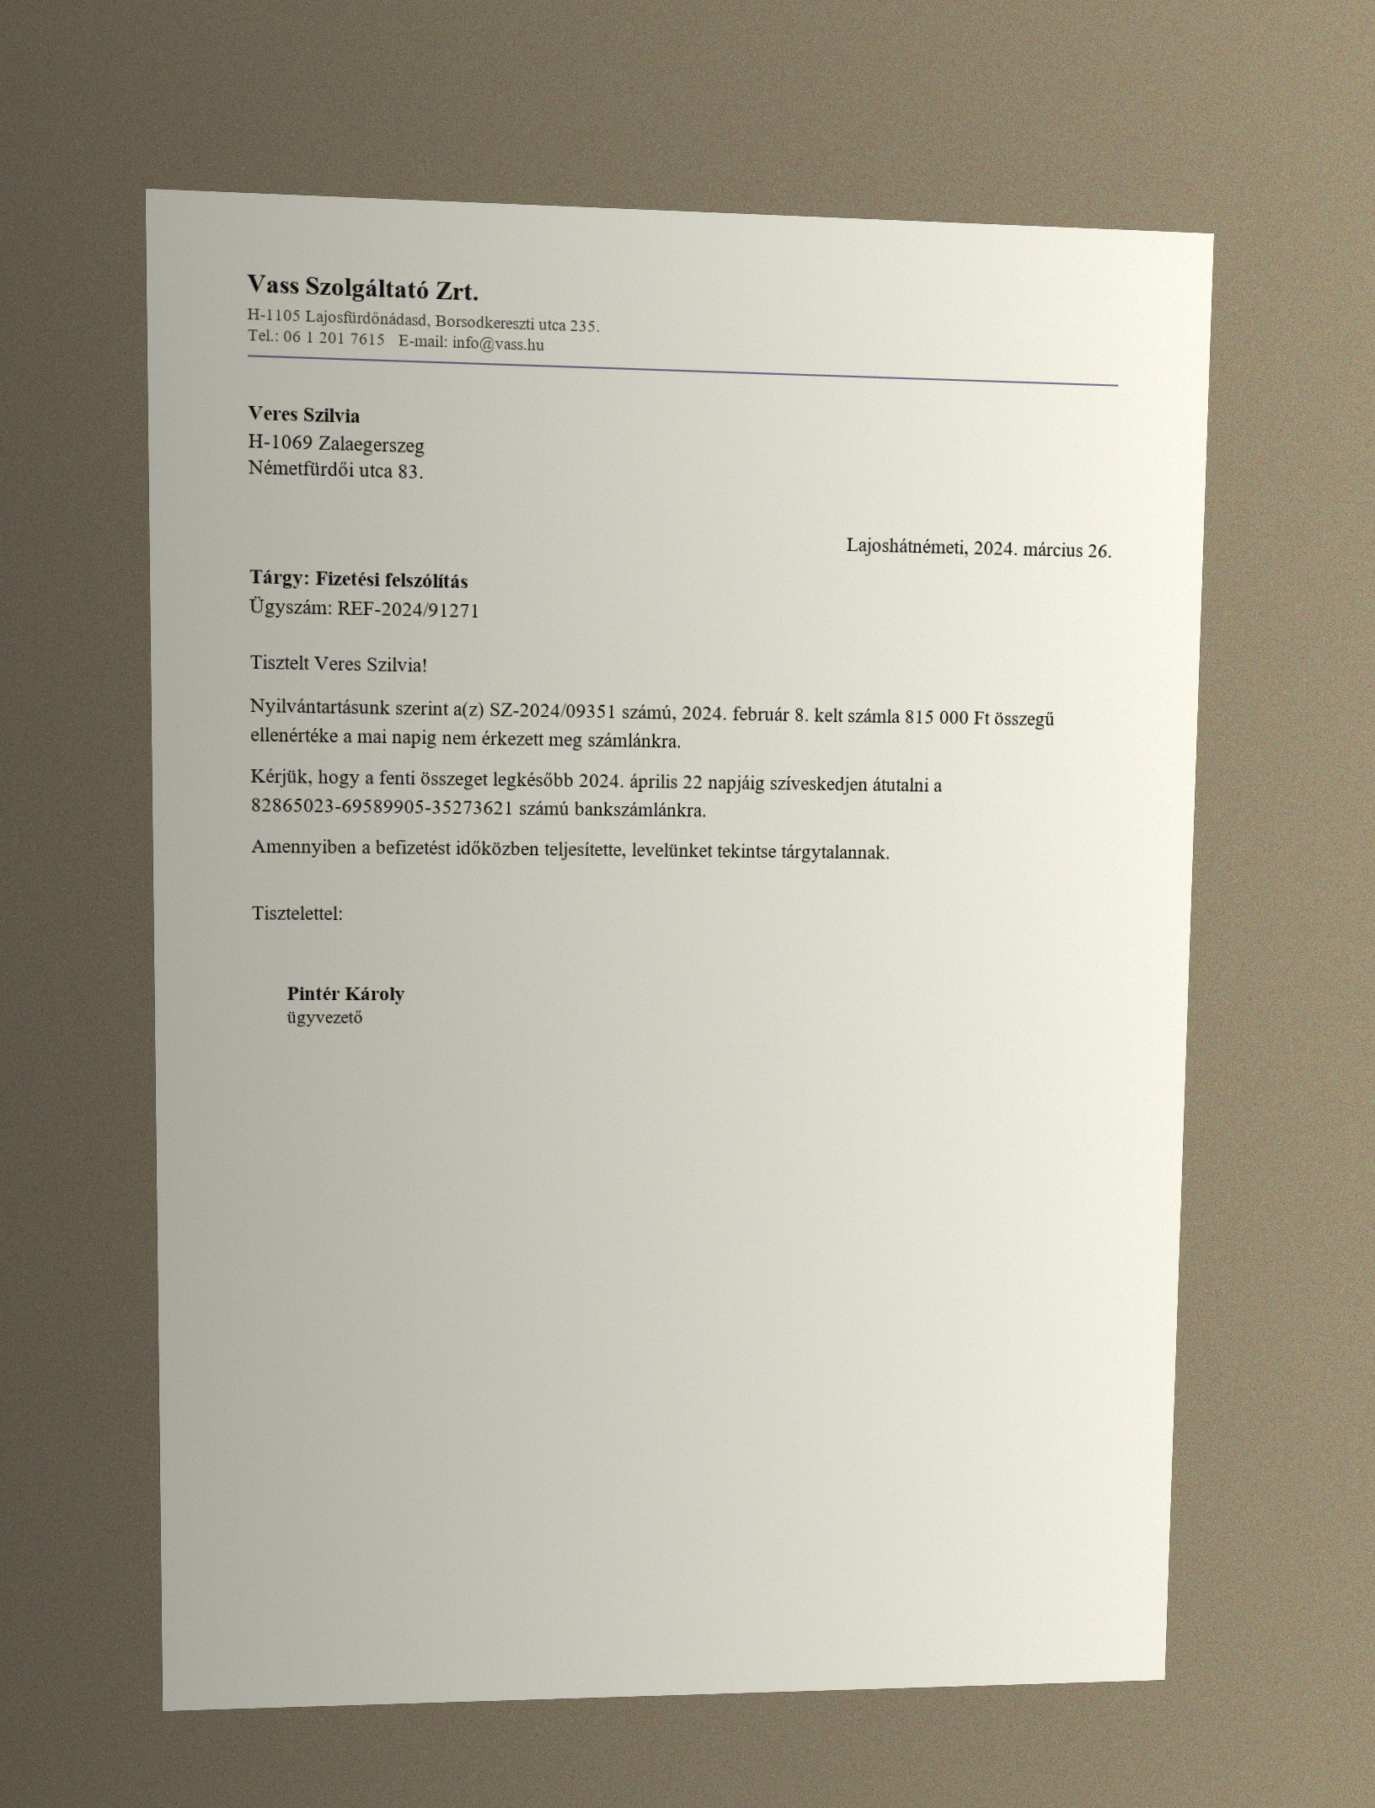 Vass Szolgáltató Zrt.
H-1105 Lajosfürdőnádasd, Borsodkereszti utca 235.
Tel.: 06 1 201 7615 E-mail: info@vass.hu
Veres Szilvia
H-1069 Zalaegerszeg
Németfürdői utca 83.
Lajoshátnémeti, 2024. március 26.
Tárgy: Fizetési felszólítás
Ügyszám: REF-2024/91271
Tisztelt Veres Szilvia!
Nyilvántartásunk szerint a(z) SZ-2024/09351 számú, 2024. február 8. kelt számla 815 000 Ft összegű
ellenértéke a mai napig nem érkezett meg számlánkra.
Kérjük, hogy a fenti összeget legkésőbb 2024. április 22 napjáig szíveskedjen átutalni a
82865023-69589905-35273621 számú bankszámlánkra.
Amennyiben a befizetést időközben teljesítette, levelünket tekintse tárgytalannak.
Tisztelettel:
Pintér Károly
ügyvezető